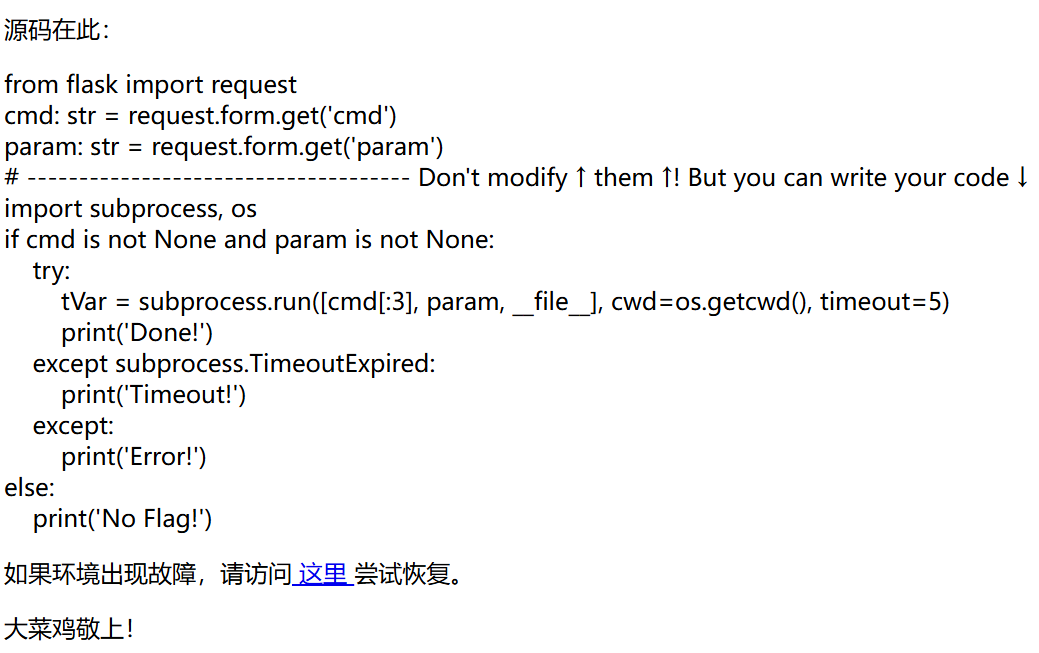 源码在此：
from flask import request
cmd: str = request.form.get('cmd')
param: str = request.form.get('param')
# ------------------------------------- Don't modify ↑ them ↑! But you can write your code ↓
import subprocess, os
if cmd is not None and param is not None:
    try:
        tVar = subprocess.run([cmd[:3], param, __file__], cwd=os.getcwd(), timeout=5)
        print('Done!')
    except subprocess.TimeoutExpired:
        print('Timeout!')
    except:
        print('Error!')
else:
    print('No Flag!')
如果环境出现故障，请访问 这里 尝试恢复。
大菜鸡敬上！